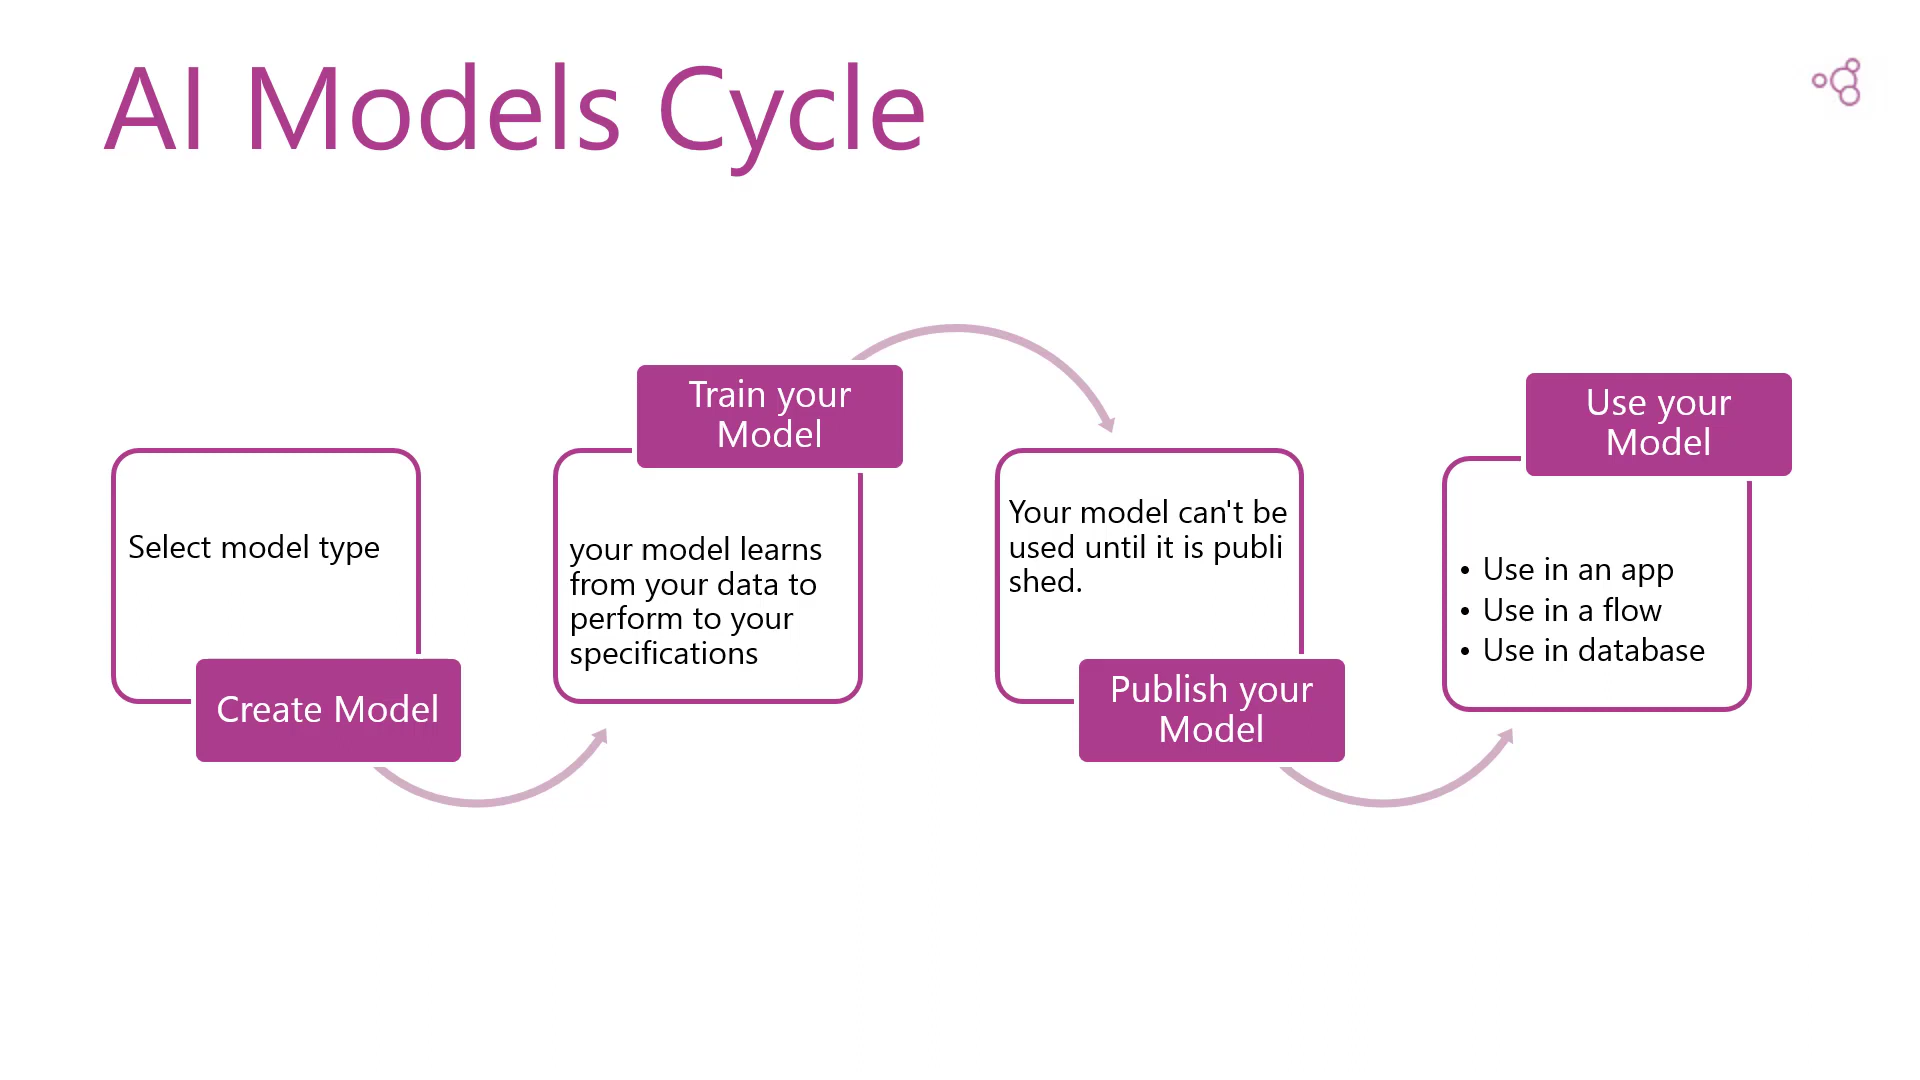 AI Models Cycle
Select model type
Create Model
Train your
Model
your model learns
from your data to
perform to your
specifications
Your model can't be
used until it is publi
shed.
Publish your
Model
Use your
Model
• Use in an app
• Use in a flow
• Use in database